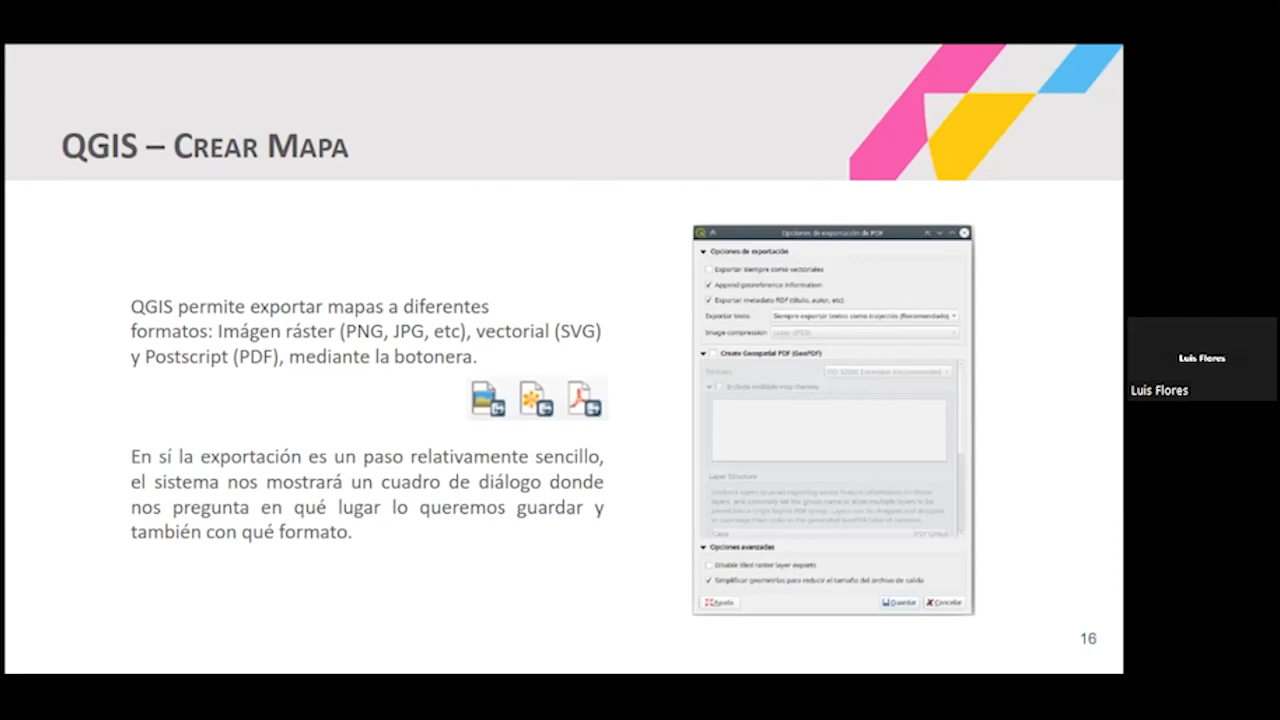 QGIS – CREAR MAPA
QGIS permite exportar mapas a diferentes
formatos: Imágen ráster (PNG, JPG, etc), vectorial (SVG)
y Postscript (PDF), mediante la botonera.
En sí la exportación es un paso relativamente sencillo,
el sistema nos mostrará un cuadro de diálogo donde
nos pregunta en qué lugar lo queremos guardar y
también con qué formato.
Opciones de exportación de PDF
Opciones de exportación
Exportar siempre como vectoriales
Append georeference information
Exportar metadato RDF (título, autor, etc)
Exportar texto Siempre exportar textos como trayectos (Recomendado)
Image compression
Create Geospatial PDF (GeoPDF)
Formato
Include multiple map themes
Layer Structure
Capa PDF Group
Opciones avanzadas
Disable tiled raster layer exports
Simplificar geometrías para reducir el tamaño del archivo de salida
Ayuda Guardar Cancelar
16
Luis Flores
Luis Flores